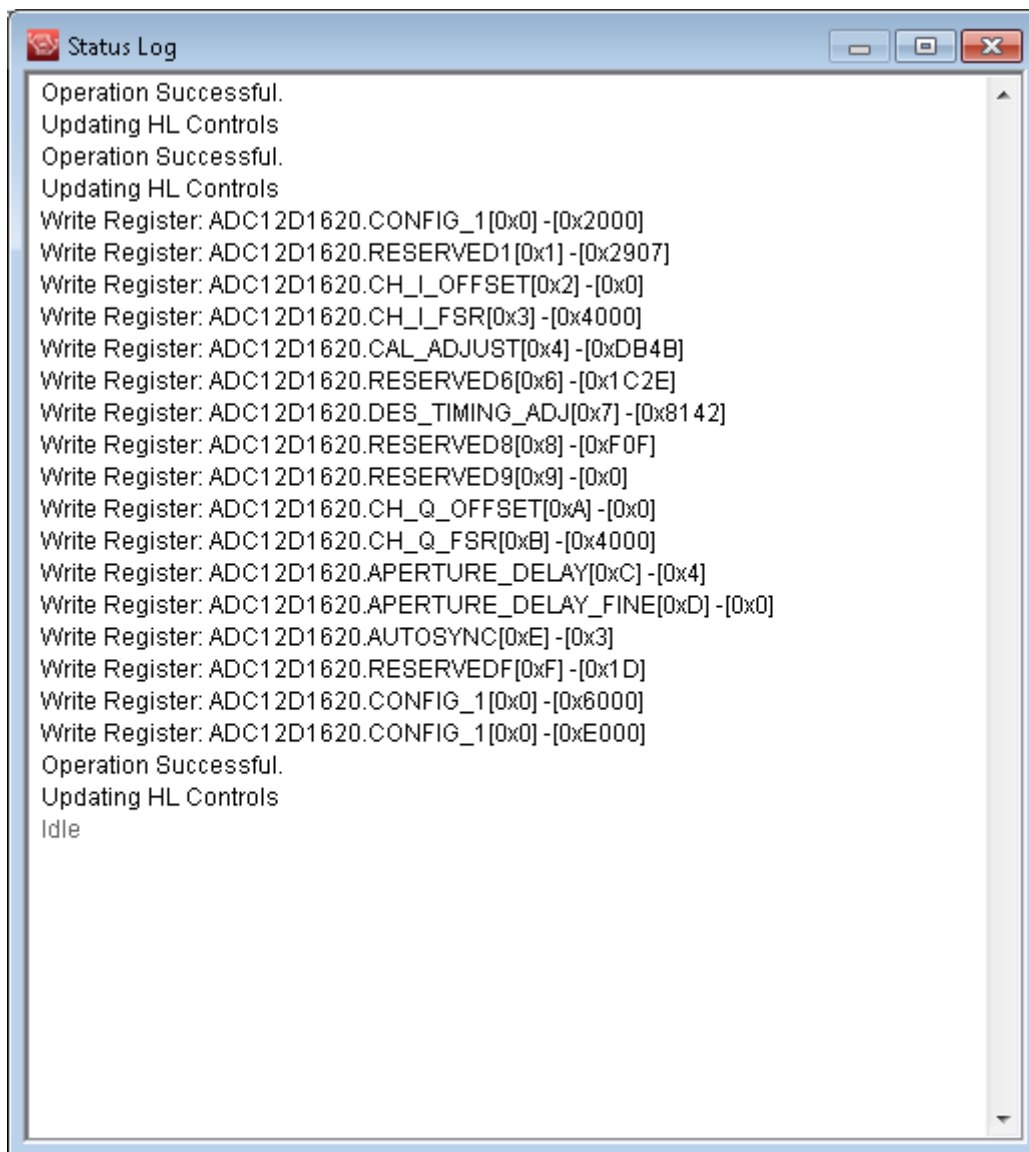 Status Log
Operation Successful.
Updating HL Controls
Operation Successful.
Updating HL Controls
Write Register: ADC12D1620.CONFIG_1[0x0] -[0x2000]
Write Register: ADC12D1620.RESERVED1[0x1] -[0x2907]
Write Register: ADC12D1620.CH_I_OFFSET[0x2] -[0x0]
Write Register: ADC12D1620.CH_I_FSR[0x3] -[0x4000]
Write Register: ADC12D1620.CAL_ADJUST[0x4] -[0xDB4B]
Write Register: ADC12D1620.RESERVED6[0x6] -[0x1C2E]
Write Register: ADC12D1620.DES_TIMING_ADJ[0x7] -[0x8142]
Write Register: ADC12D1620.RESERVED8[0x8] -[0xF0F]
Write Register: ADC12D1620.RESERVED9[0x9] -[0x0]
Write Register: ADC12D1620.CH_Q_OFFSET[0xA] -[0x0]
Write Register: ADC12D1620.CH_Q_FSR[0xB] -[0x4000]
Write Register: ADC12D1620.APERTURE_DELAY[0xC] -[0x4]
Write Register: ADC12D1620.APERTURE_DELAY_FINE[0xD] -[0x0]
Write Register: ADC12D1620.AUTOSYNC[0xE] -[0x3]
Write Register: ADC12D1620.RESERVEDF[0xF] -[0x1D]
Write Register: ADC12D1620.CONFIG_1[0x0] -[0x6000]
Write Register: ADC12D1620.CONFIG_1[0x0] -[0xE000]
Operation Successful.
Updating HL Controls
Idle